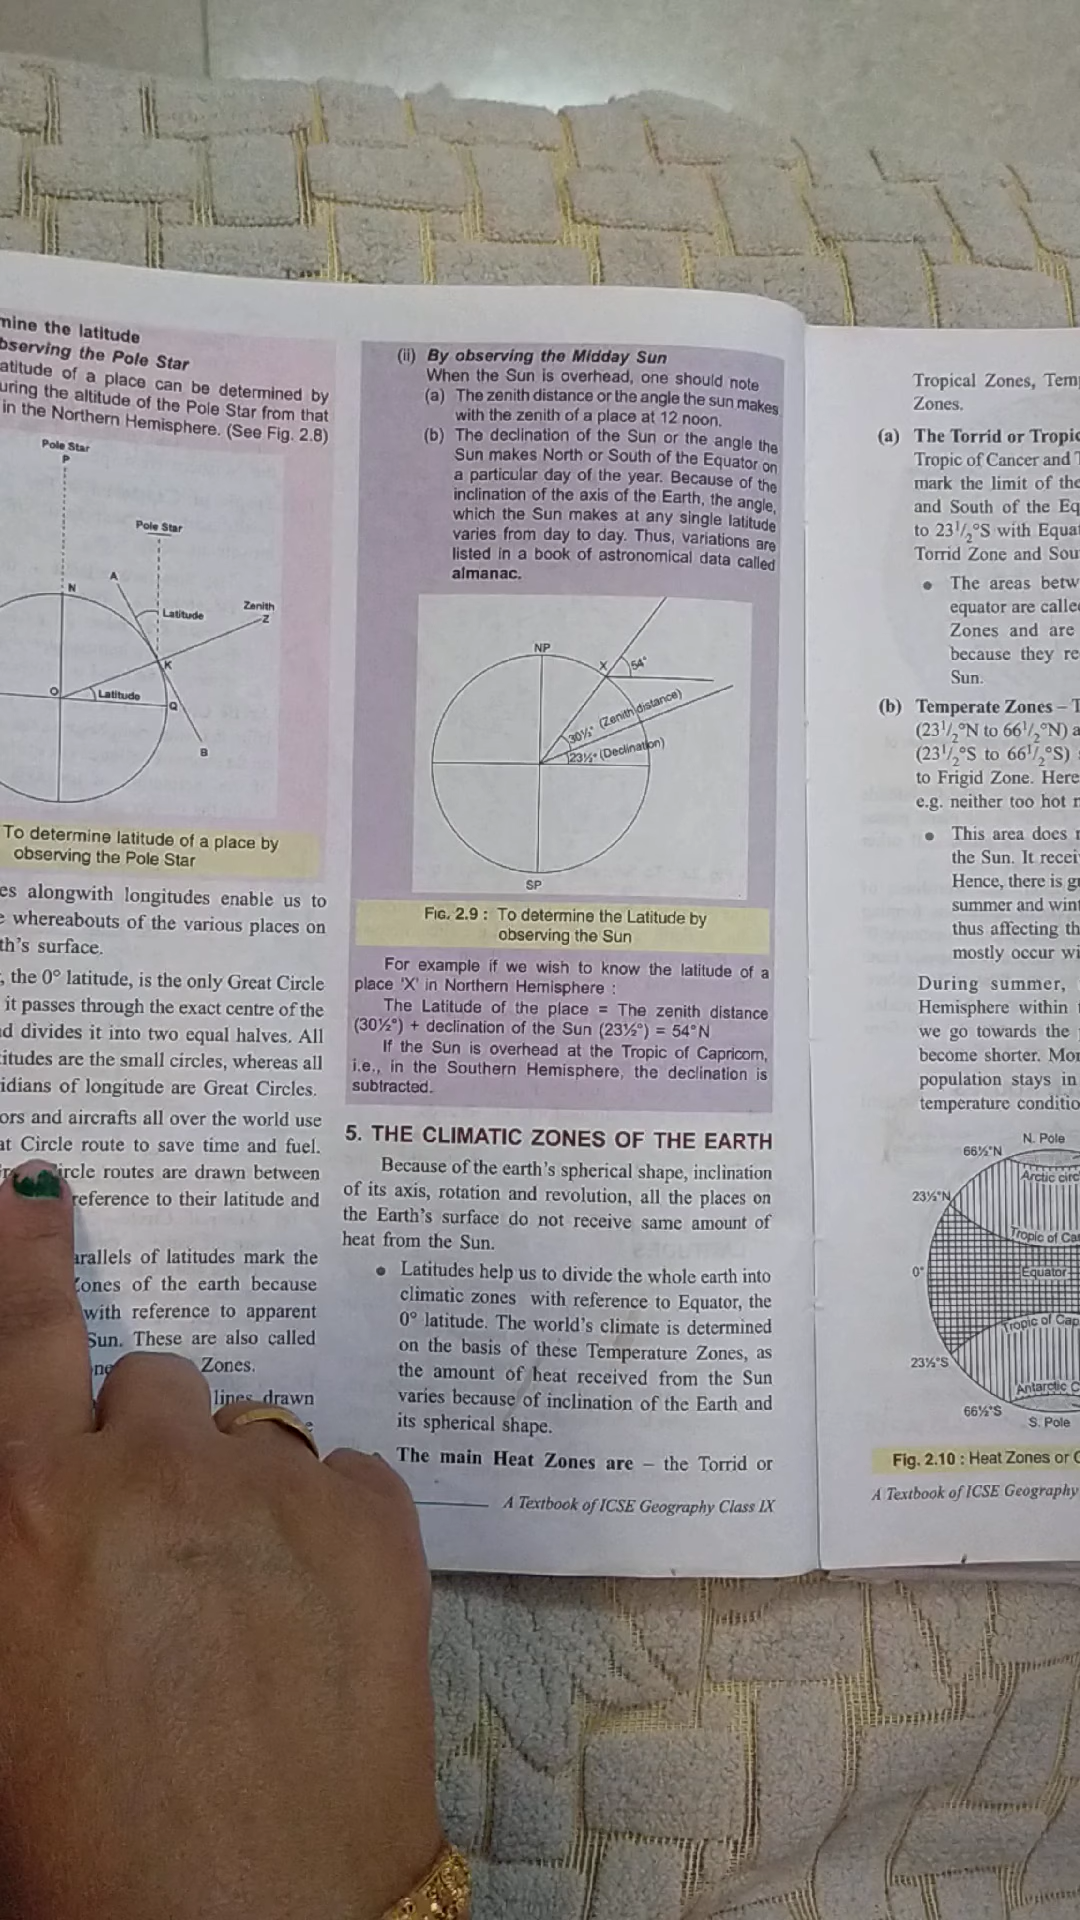 mine the latitude
bserving the Pole Star
atitude of a place can be determined by
uring the altitude of the Pole Star from that
in the Northern Hemisphere. (See Fig. 2.8)
Pole Star
P
Pole Star
A
N
Latitude
Zenith
Z
K
O
Latitude
Q
B
To determine latitude of a place by
observing the Pole Star
es alongwith longitudes enable us to
e whereabouts of the various places on
th's surface.
, the 0° latitude, is the only Great Circle
it passes through the exact centre of the
nd divides it into two equal halves. All
titudes are the small circles, whereas all
idians of longitude are Great Circles.
ors and aircrafts all over the world use
at Circle route to save time and fuel.
ircle routes are drawn between
reference to their latitude and
arallels of latitudes mark the
ones of the earth because
with reference to apparent
Sun. These are also called
ne Zones.
lines drawn
e
(ii) By observing the Midday Sun
When the Sun is overhead, one should note
(a) The zenith distance or the angle the sun makes
with the zenith of a place at 12 noon.
(b) The declination of the Sun or the angle the
Sun makes North or South of the Equator on
a particular day of the year. Because of the
inclination of the axis of the Earth, the angle,
which the Sun makes at any single latitude
varies from day to day. Thus, variations are
listed in a book of astronomical data called
almanac.
NP
X
54°
30½° (Zenith distance)
23½° (Declination)
SP
FIG. 2.9 : To determine the Latitude by
observing the Sun
For example if we wish to know the latitude of a
place 'X' in Northern Hemisphere :
The Latitude of the place = The zenith distance
(30½°) + declination of the Sun (23½°) = 54°N
If the Sun is overhead at the Tropic of Capricorn,
i.e., in the Southern Hemisphere, the declination is
subtracted.
5. THE CLIMATIC ZONES OF THE EARTH
Because of the earth's spherical shape, inclination
of its axis, rotation and revolution, all the places on
the Earth's surface do not receive same amount of
heat from the Sun.
• Latitudes help us to divide the whole earth into
climatic zones with reference to Equator, the
0° latitude. The world's climate is determined
on the basis of these Temperature Zones, as
the amount of heat received from the Sun
varies because of inclination of the Earth and
its spherical shape.
The main Heat Zones are – the Torrid or
A Textbook of ICSE Geography Class IX
Tropical Zones, Temp
Zones.
(a) The Torrid or Tropic
Tropic of Cancer and T
mark the limit of the
and South of the Eq
to 23½°S with Equat
Torrid Zone and Sou
• The areas betw
equator are calle
Zones and are
because they re
Sun.
(b) Temperate Zones – T
(23½°N to 66½°N) a
(23½°S to 66½°S)
to Frigid Zone. Here
e.g. neither too hot n
• This area does n
the Sun. It recei
Hence, there is g
summer and wint
thus affecting th
mostly occur wi
During summer,
Hemisphere within
we go towards the
become shorter. Mor
population stays in
temperature conditio
N. Pole
66½°N
Arctic circ
23½°N
Tropic of Ca
0°
Equator
Tropic of Cap
23½°S
Antarctic C
66½°S
S. Pole
Fig. 2.10 : Heat Zones or C
A Textbook of ICSE Geography